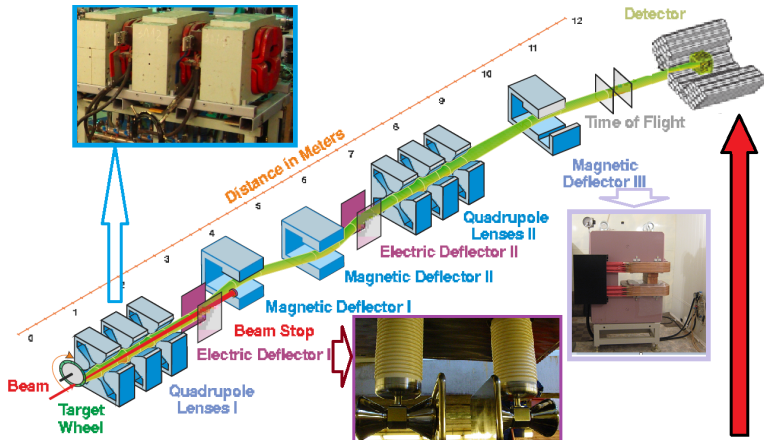 Detector
12
11
10
9
8
7
6
5
4
3
2
1
0
Distance in Meters
Time of Flight
Magnetic
Deflector III
Quadrupole
Lenses II
Electric Deflector II
Magnetic Deflector II
Magnetic Deflector I
Beam Stop
Electric Deflector I
Beam
Target
Wheel
Quadrupole
Lenses I